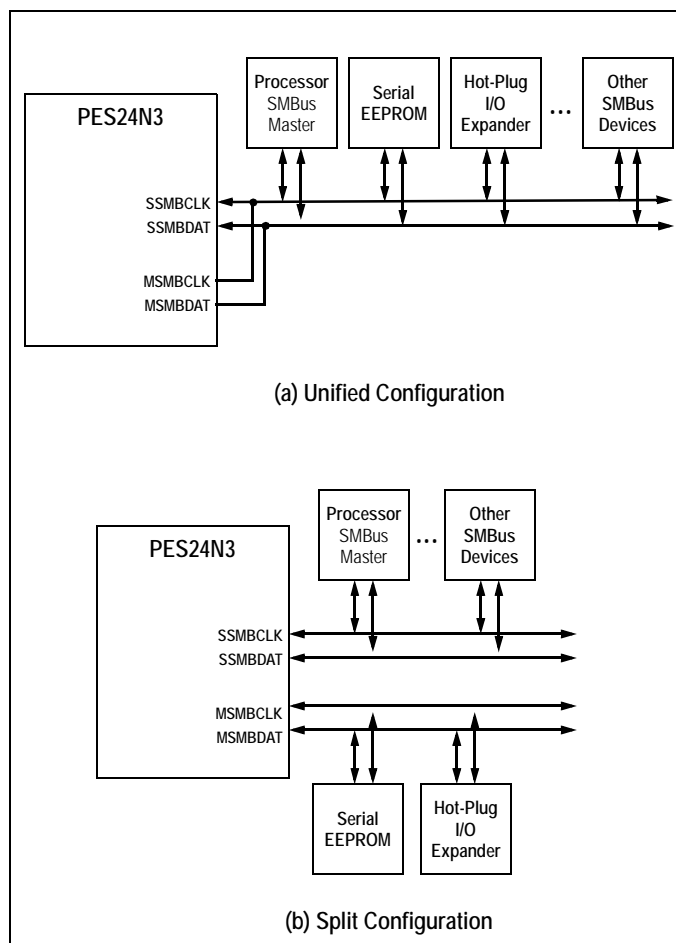 PES24N3
Processor
SMBus
Master
Serial
EEPROM
Hot-Plug
I/O
Expander
...
Other
SMBus
Devices
SSMBCLK
SSMBDAT
MSMBCLK
MSMBDAT
(a) Unified Configuration
PES24N3
Processor
SMBus
Master
...
Other
SMBus
Devices
SSMBCLK
SSMBDAT
MSMBCLK
MSMBDAT
Serial
EEPROM
Hot-Plug
I/O
Expander
(b) Split Configuration